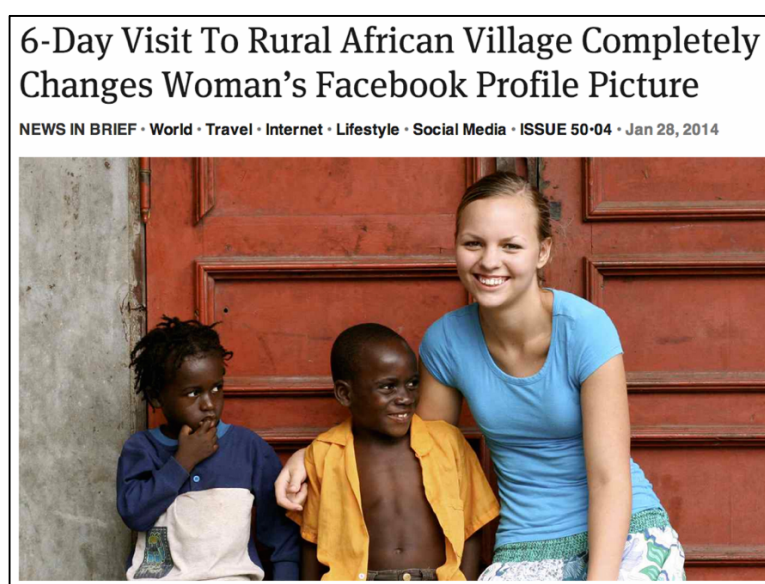 6-Day Visit To Rural African Village Completely
Changes Woman’s Facebook Profile Picture
NEWS IN BRIEF • World • Travel • Internet • Lifestyle • Social Media • ISSUE 50•04 • Jan 28, 2014